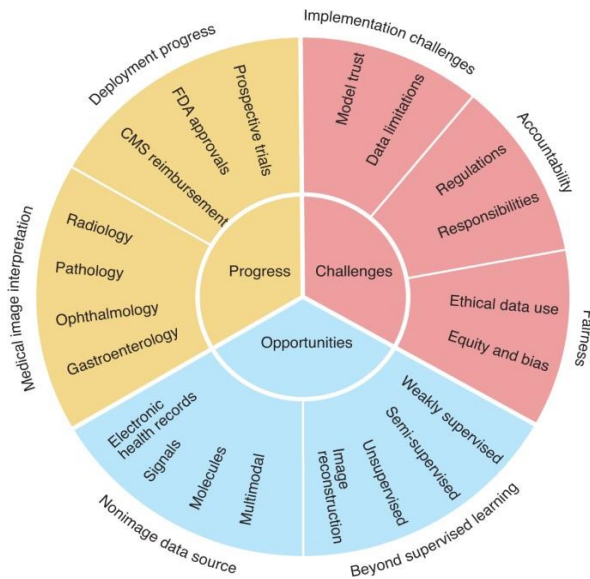 Deployment progress
Prospective trials
FDA approvals
CMS reimbursement
Medical image interpretation
Radiology
Pathology
Ophthalmology
Gastroenterology
Progress
Implementation challenges
Model trust
Data limitations
Accountability
Regulations
Responsibilities
Fairness
Ethical data use
Equity and bias
Challenges
Opportunities
Nonimage data source
Electronic
health records
Signals
Molecules
Multimodal
Beyond supervised learning
Image
reconstruction
Unsupervised
Semi-supervised
Weakly supervised